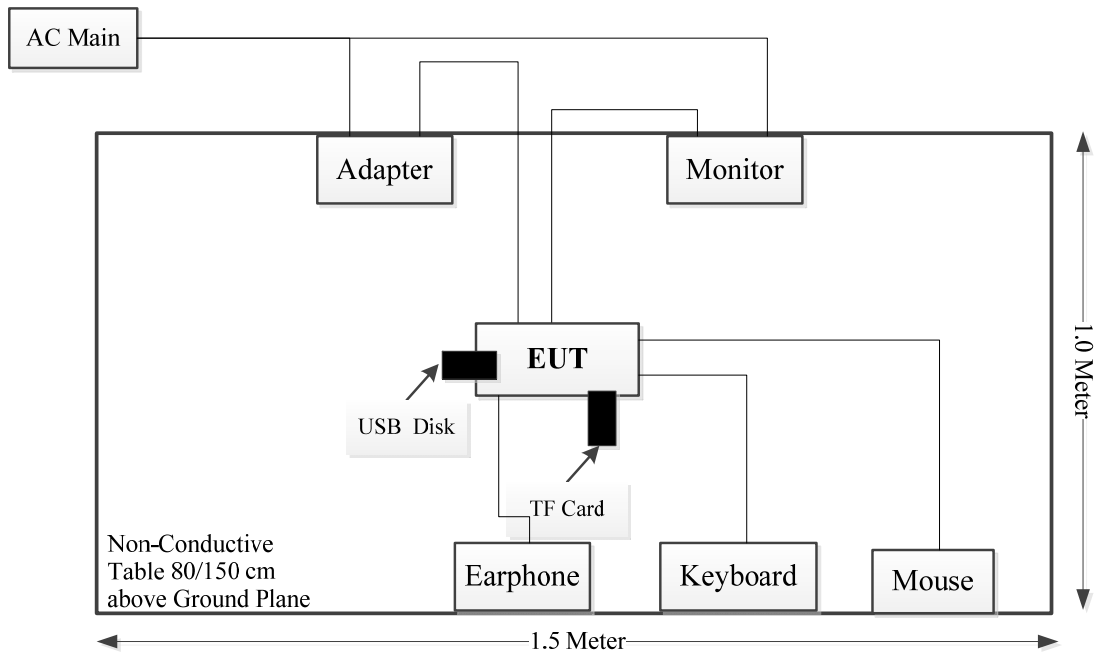 AC Main
Adapter
Monitor
EUT
USB Disk
TF Card
Non-Conductive
Table 80/150 cm
above Ground Plane
Earphone
Keyboard
Mouse
1.0 Meter
1.5 Meter